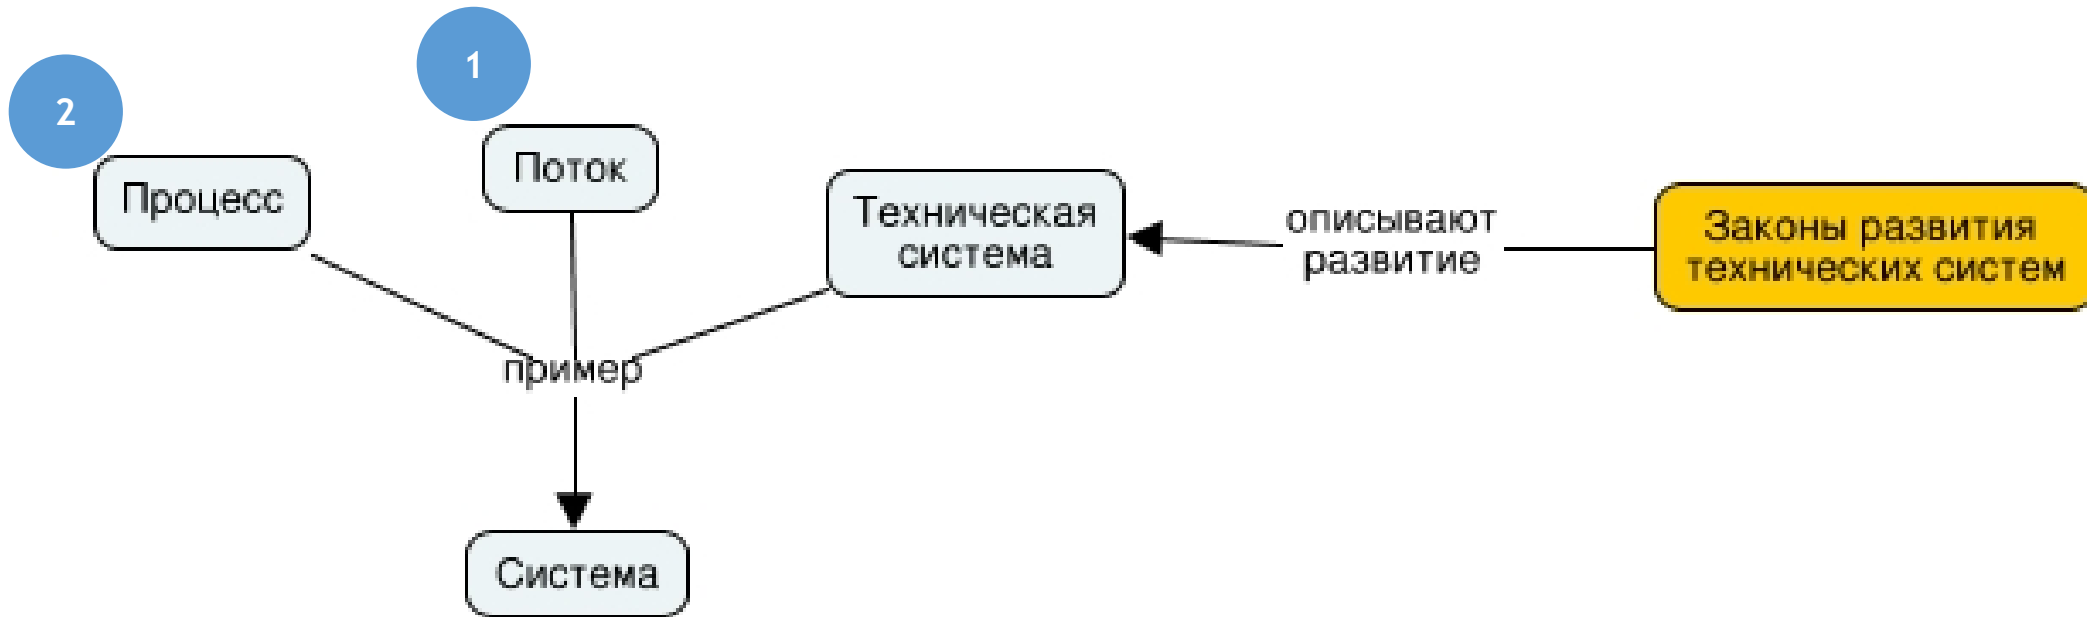 1
2
Поток
Процесс
Техническая
система
описывают
развитие
Законы развития
технических систем
пример
Система